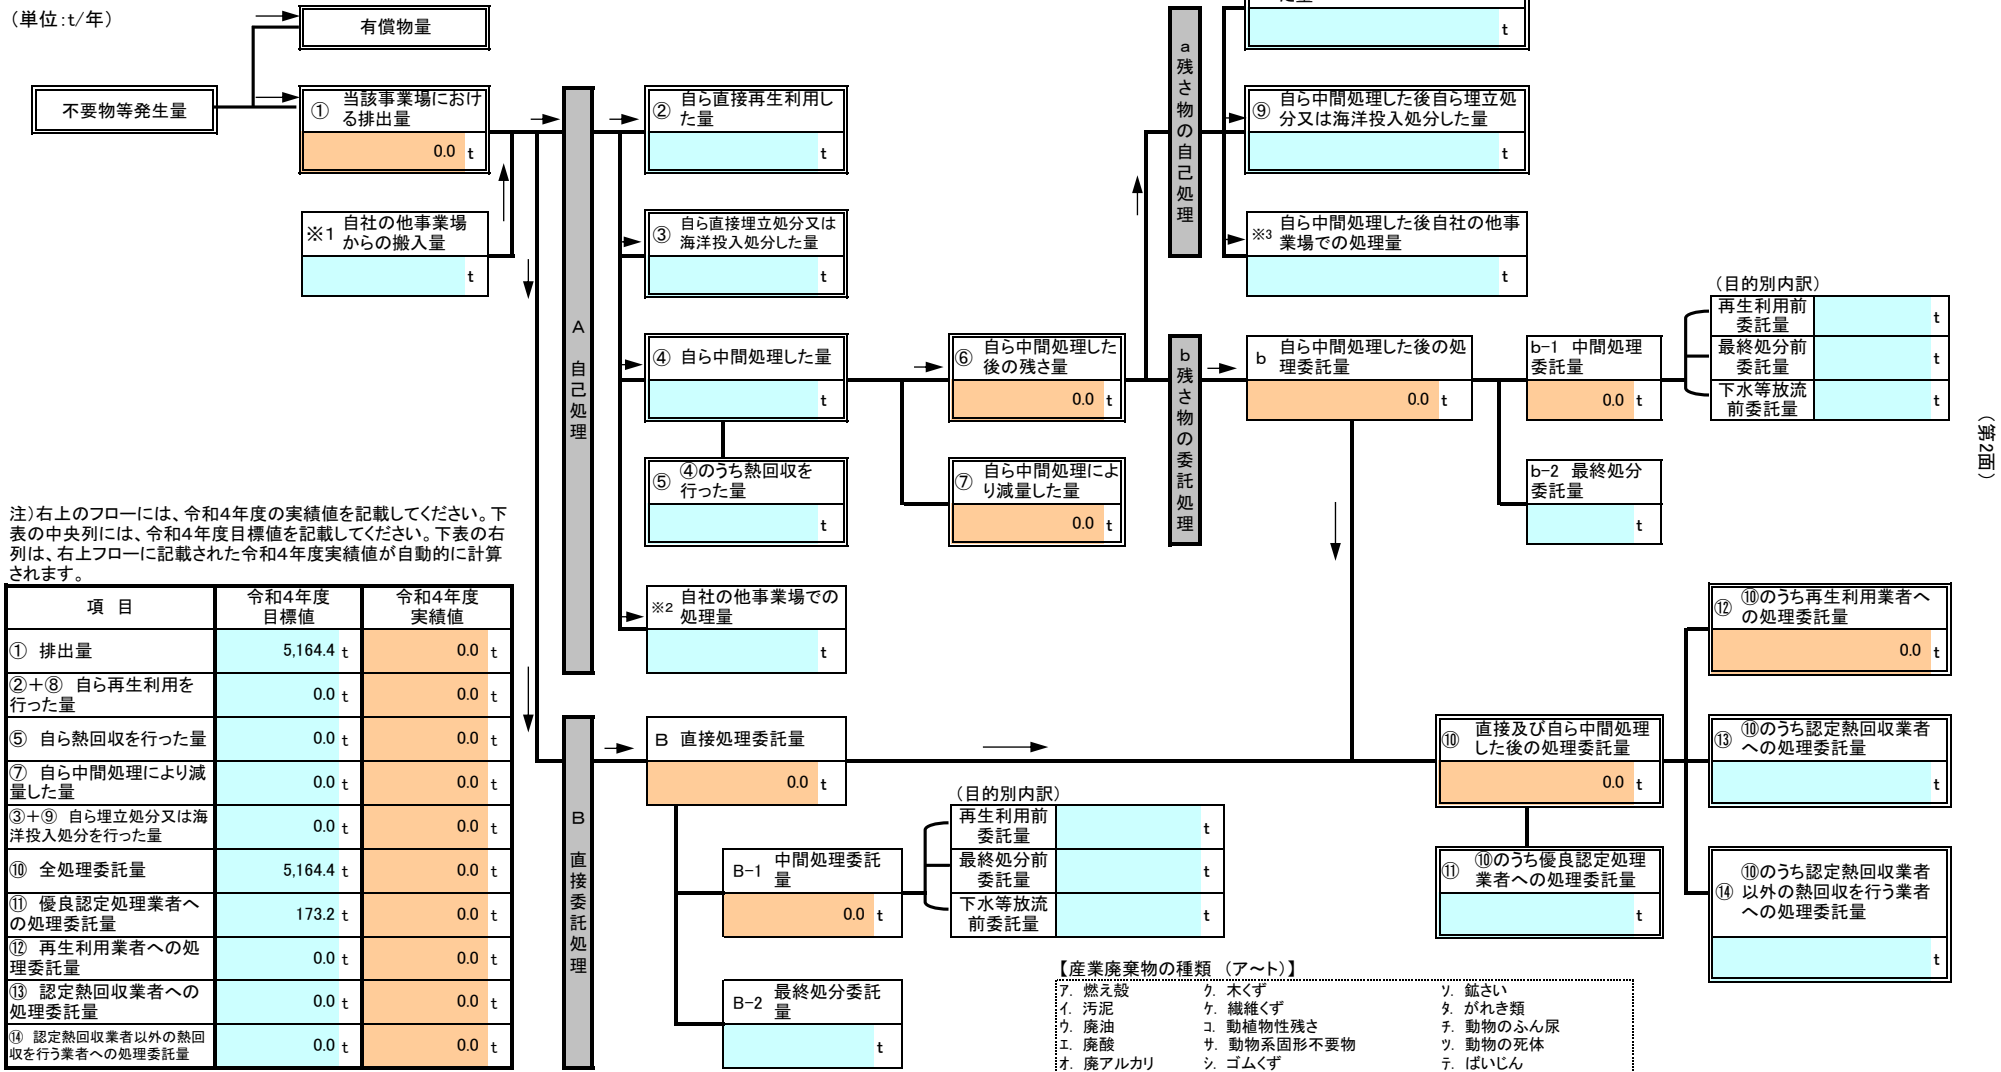 (単位:t/年)
有償物量
不要物等発生量
① 当該事業場におけ
る排出量
0.0 t
※1 自社の他事業場
からの搬入量
t
A 自己処理
② 自ら直接再生利用し
た量
t
③ 自ら直接埋立処分又は
海洋投入処分した量
t
④ 自ら中間処理した量
t
⑤ ④のうち熱回収を
行った量
t
※2 自社の他事業場での
処理量
t
⑥ 自ら中間処理した
後の残さ量
0.0 t
⑦ 自ら中間処理によ
り減量した量
0.0 t
a残さ物の自己処理
t
⑨ 自ら中間処理した後自ら埋立処
分又は海洋投入処分した量
t
※3 自ら中間処理した後自社の他事
業場での処理量
t
b残さ物の委託処理
b 自ら中間処理した後の処
理委託量
0.0 t
b-1 中間処理
委託量
0.0 t
b-2 最終処分
委託量
t
(目的別内訳)
再生利用前
委託量
t
最終処分前
委託量
t
下水等放流
前委託量
t
(第2面)
注)右上のフローには、令和4年度の実績値を記載してください。下
表の中央列には、令和4年度目標値を記載してください。下表の右
列は、右上フローに記載された令和4年度実績値が自動的に計算
されます。
項 目 令和4年度 目標値 令和4年度 実績値
① 排出量 5,164.4 t 0.0 t
②+⑧ 自ら再生利用を
行った量 0.0 t 0.0 t
⑤ 自ら熱回収を行った量 0.0 t 0.0 t
⑦ 自ら中間処理により減
量した量 0.0 t 0.0 t
③+⑨ 自ら埋立処分又は海
洋投入処分を行った量 0.0 t 0.0 t
⑩ 全処理委託量 5,164.4 t 0.0 t
⑪ 優良認定処理業者へ
の処理委託量 173.2 t 0.0 t
⑫ 再生利用業者への処
理委託量 0.0 t 0.0 t
⑬ 認定熱回収業者への
処理委託量 0.0 t 0.0 t
⑭ 認定熱回収業者以外の熱回
収を行う業者への処理委託量 0.0 t 0.0 t
B 直接委託処理
B 直接処理委託量
0.0 t
B-1 中間処理委託
量
0.0 t
B-2 最終処分委託
量
t
(目的別内訳)
再生利用前
委託量
t
最終処分前
委託量
t
下水等放流
前委託量
t
⑩ 直接及び自ら中間処理
した後の処理委託量
0.0 t
⑪ ⑩のうち優良認定処理
業者への処理委託量
t
⑫ ⑩のうち再生利用業者へ
の処理委託量
0.0 t
⑬ ⑩のうち認定熱回収業者
への処理委託量
t
⑭ ⑩のうち認定熱回収業者
以外の熱回収を行う業者
への処理委託量
t
【産業廃棄物の種類 (ア~ト)】
ア. 燃え殻 ク. 木くず ソ. 鉱さい
イ. 汚泥 ケ. 繊維くず タ. がれき類
ウ. 廃油 コ. 動植物性残さ チ. 動物のふん尿
エ. 廃酸 サ. 動物系固形不要物 ツ. 動物の死体
オ. 廃アルカリ シ. ゴムくず テ. ばいじん